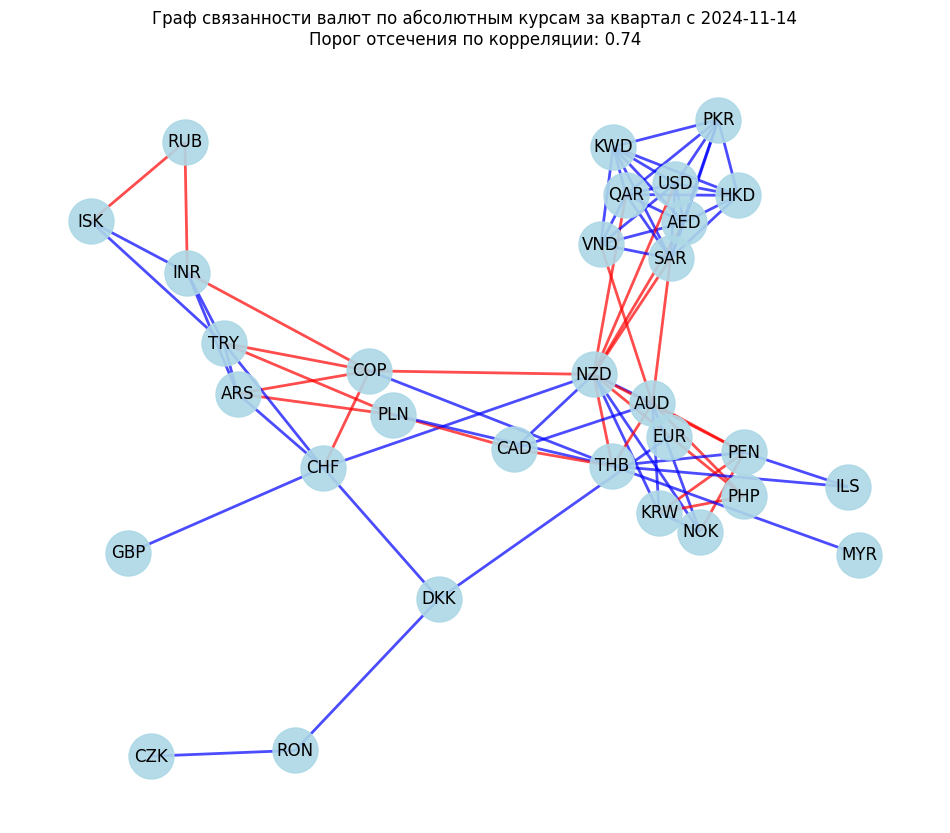 Граф связанности валют по абсолютным курсам за квартал с 2024-11-14
Порог отсечения по корреляции: 0.74
PKR
RUB
KWD
USD
QAR
HKD
ISK
AED
VND
SAR
INR
TRY
COP
NZD
ARS
AUD
PLN
EUR
CAD
PEN
THB
CHF
ILS
PHP
KRW
NOK
GBP
MYR
DKK
RON
CZK